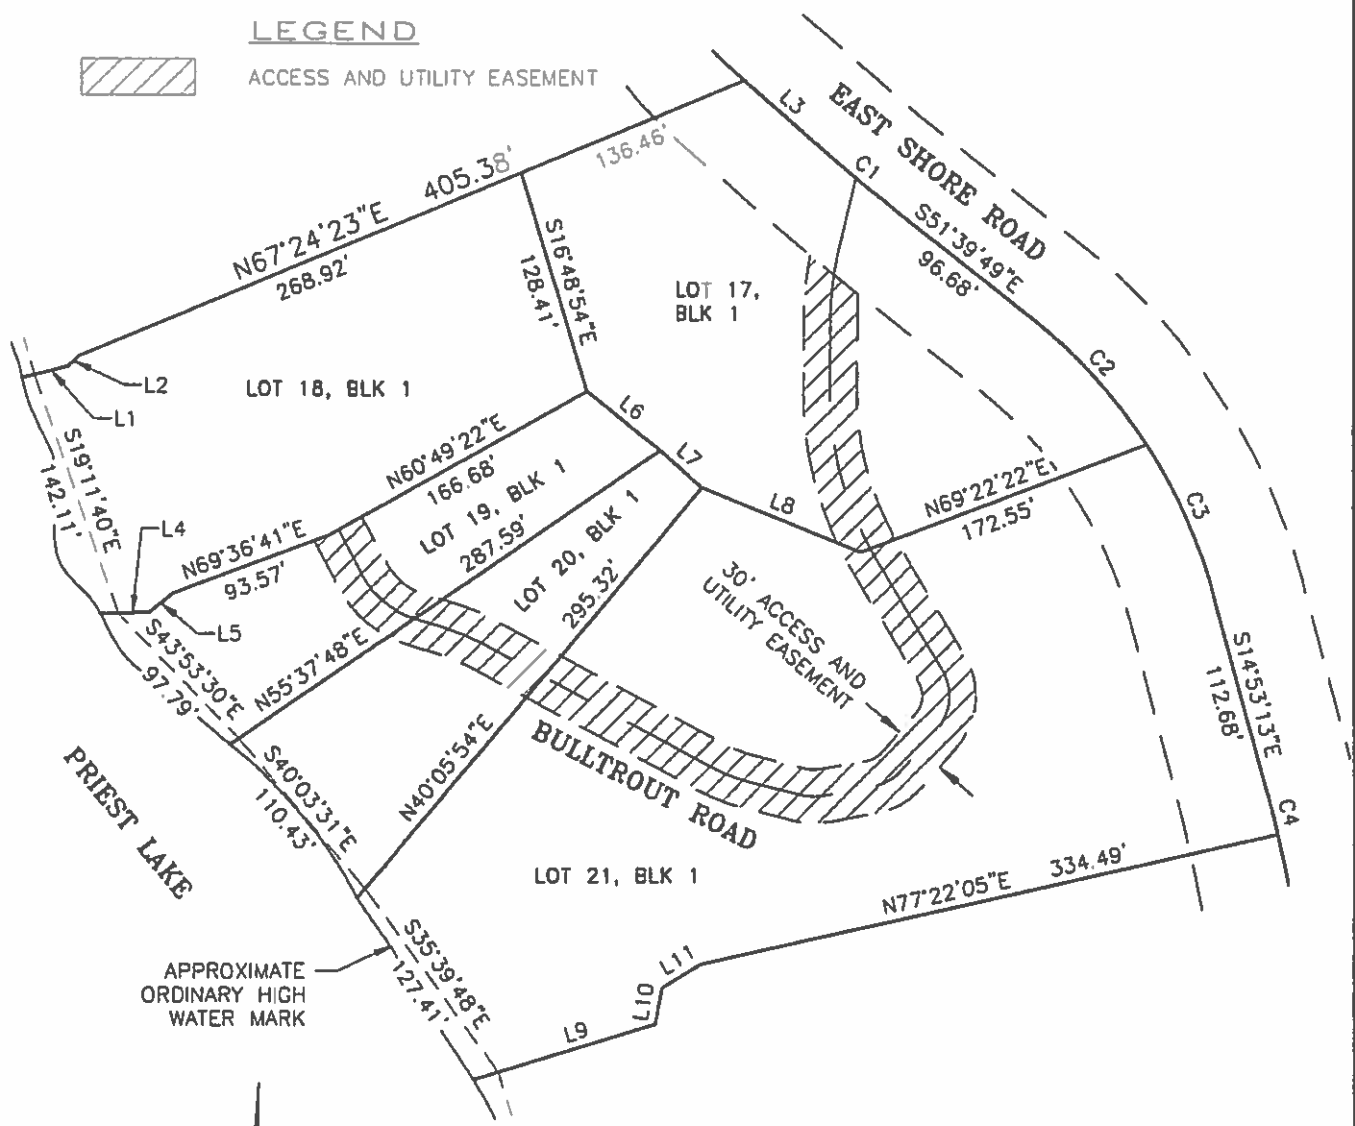 LEGEND
ACCESS AND UTILITY EASEMENT
EAST SHORE ROAD
L3
C1
136.46'
405.38'
N67°24'23"E
268.92'
S51°39'49"E
96.68'
S16°48'54"E
128.41'
LOT 17,
BLK 1
C2
L2
L1
LOT 18, BLK 1
L6
L7
S19°11'40"E
142.11'
N60°49'22"E
166.68'
LOT 19, BLK 1
287.59'
LOT 20, BLK 1
295.32'
L8
N69°22'22"E
172.55'
C3
L4
N69°36'41"E
93.57'
L5
30' ACCESS AND
UTILITY EASEMENT
S43°53'30"E
97.79'
N55°37'48"E
S14°53'13"E
112.68'
PRIEST LAKE
S40°03'31"E
110.43'
N40°05'54"E
BULLTROUT ROAD
C4
LOT 21, BLK 1
N77°22'05"E
334.49'
APPROXIMATE
ORDINARY HIGH
WATER MARK
S35°39'48"E
127.41'
L11
L10
L9